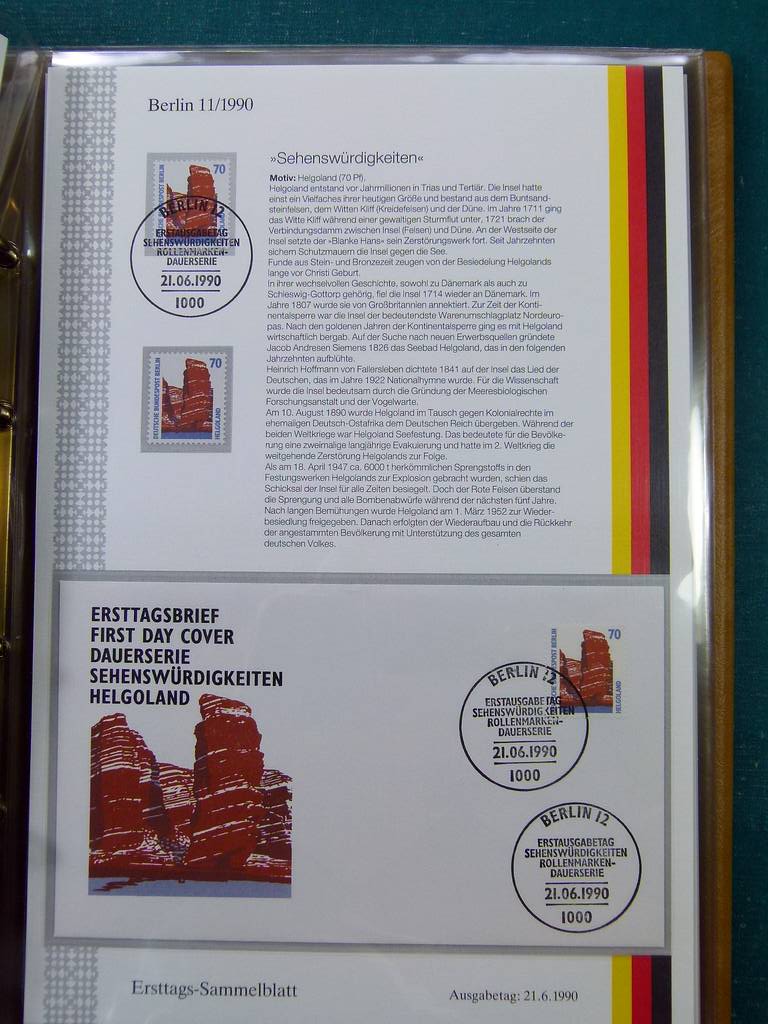 Berlin 11/1990
»Sehenswürdigkeiten«
Motiv: Helgoland (70 Pf),
Helgoland entstand vor Jahrmillionen in Trias und Tertiär. Die Insel hatte
einst ein Vielfaches ihrer heutigen Größe und bestand aus dem Buntsand-
steinfelsen, dem Witten Kliff (Kreidefelsen) und der Düne. Im Jahre 1711 ging
das Witte Kliff während einer gewaltigen Sturmflut unter, 1721 brach der
Verbindungsdamm zwischen Insel (Felsen) und Düne. An der Westseite der
Insel setzte der »Blanke Hans« sein Zerstörungswerk fort. Seit Jahrzehnten
sichern Schutzmauern die Insel gegen die See.
Funde aus Stein- und Bronzezeit zeugen von der Besiedelung Helgolands
lange vor Christi Geburt.
In ihrer wechselvollen Geschichte, sowohl zu Dänemark als auch zu
Schleswig-Gottorp gehörig, fiel die Insel 1714 wieder an Dänemark. Im
Jahre 1807 wurde sie von Großbritannien annektiert. Zur Zeit der Konti-
nentalsperre war die Insel der bedeutendste Warenumschlagplatz Nordeuro-
pas. Nach den goldenen Jahren der Kontinentalsperre ging es mit Helgoland
wirtschaftlich bergab. Auf der Suche nach neuen Erwerbsquellen gründete
Jacob Andresen Siemens 1826 das Seebad Helgoland, das in den folgenden
Jahrzehnten aufblühte.
Heinrich Hoffmann von Fallersleben dichtete 1841 auf der Insel das Lied der
Deutschen, das im Jahre 1922 Nationalhymne wurde. Für die Wissenschaft
wurde die Insel bedeutsam durch die Gründung der Meeresbiologischen
Forschungsanstalt und der Vogelwarte.
Am 10. August 1890 wurde Helgoland im Tausch gegen Kolonialrechte im
ehemaligen Deutsch-Ostafrika dem Deutschen Reich übergeben. Während der
beiden Weltkriege war Helgoland Seefestung. Das bedeutete für die Bevölke-
rung eine zweimalige langjährige Evakuierung und hatte im 2. Weltkrieg die
weitgehende Zerstörung Helgolands zur Folge.
Als am 18. April 1947 ca. 6000 t herkömmlichen Sprengstoffs in den
Festungswerken Helgolands zur Explosion gebracht wurden, schien das
Schicksal der Insel für alle Zeiten besiegelt. Doch der Rote Felsen überstand
die Sprengung und alle Bombenabwürfe während der nächsten fünf Jahre.
Nach langen Bemühungen wurde Helgoland am 1. März 1952 zur Wieder-
besiedlung freigegeben. Danach erfolgten der Wiederaufbau und die Rückkehr
der angestammten Bevölkerung mit Unterstützung des gesamten
deutschen Volkes.
70
BERLIN 12
ERSTAUSGABETAG
SEHENSWÜRDIGKEITEN
ROLLENMARKEN-
DAUERSERIE
21.06.1990
1000
70
DEUTSCHE BUNDESPOST BERLIN
HELGOLAND
ERSTTAGSBRIEF
FIRST DAY COVER
DAUERSERIE
SEHENSWÜRDIGKEITEN
HELGOLAND
70
HELGOLAND
BERLIN 12
ERSTAUSGABETAG
SEHENSWÜRDIGKEITEN
ROLLENMARKEN-
DAUERSERIE
21.06.1990
1000
BERLIN 12
ERSTAUSGABETAG
SEHENSWÜRDIGKEITEN
ROLLENMARKEN-
DAUERSERIE
21.06.1990
1000
Ersttags-Sammelblatt
Ausgabetag: 21.6.1990